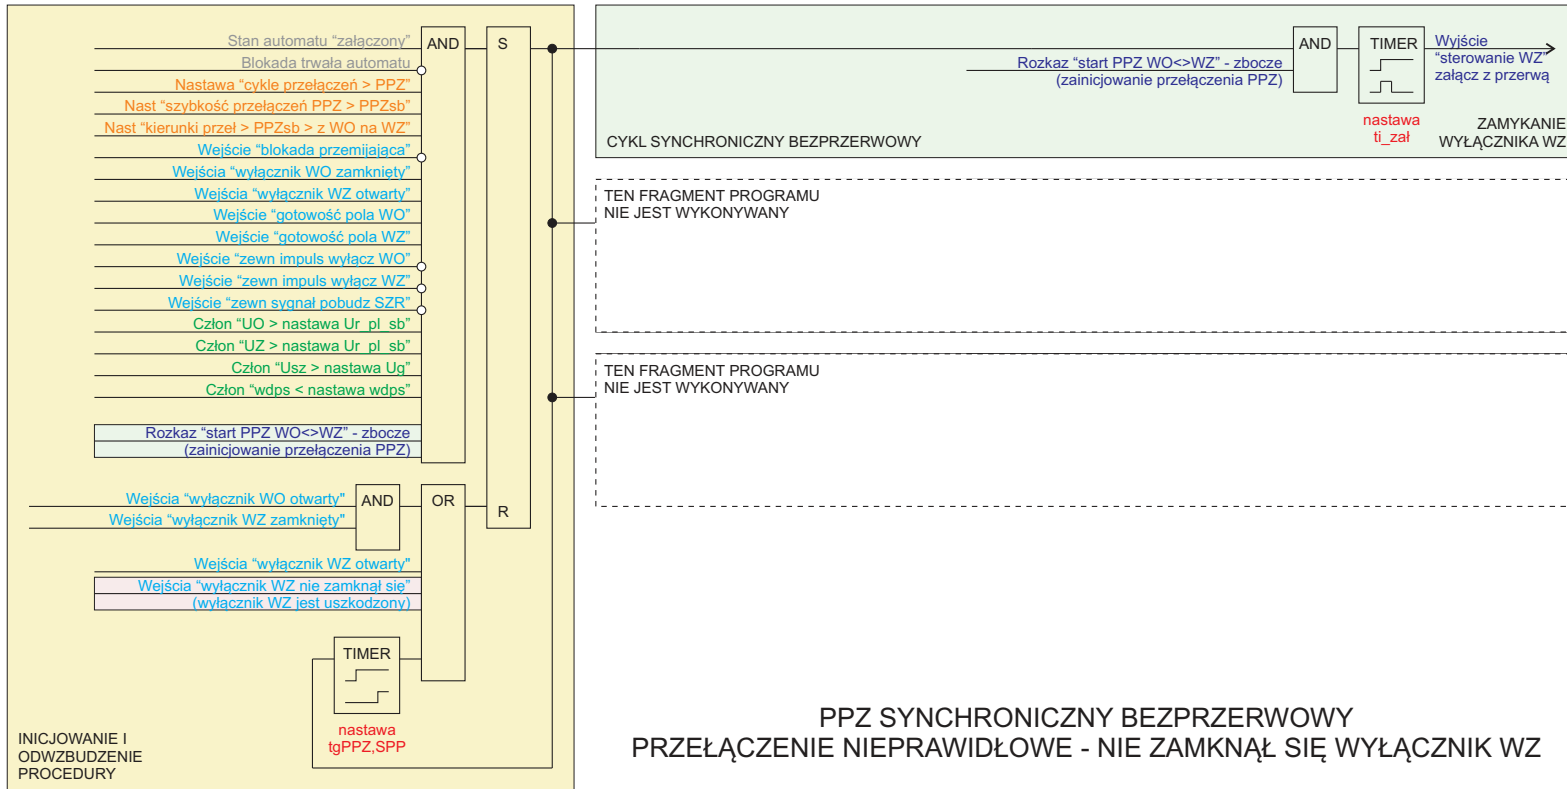 Stan automatu “załączony”
Blokada trwała automatu
Nastawa “cykle przełączeń > PPZ”
Nast “szybkość przełączeń PPZ > PPZsb”
Nast “kierunki przeł > PPZsb > z WO na WZ”
Wejście “blokada przemijająca”
Wejścia “wyłącznik WO zamknięty”
Wejścia “wyłącznik WZ otwarty”
Wejście “gotowość pola WO”
Wejście “gotowość pola WZ”
Wejście “zewn impuls wyłącz WO”
Wejście “zewn impuls wyłącz WZ”
Wejście “zewn sygnał pobudz SZR”
Człon “UO > nastawa Ur_pl_sb”
Człon “UZ > nastawa Ur_pl_sb”
Człon “Usz > nastawa Ug”
Człon “wdps < nastawa wdps”
Rozkaz “start PPZ WO<>WZ” - zbocze
(zainicjowanie przełączenia PPZ)
AND
S
Wejścia “wyłącznik WO otwarty"
Wejścia “wyłącznik WZ zamknięty"
AND
OR
R
Wejścia “wyłącznik WZ otwarty"
Wejścia “wyłącznik WZ nie zamknął się”
(wyłącznik WZ jest uszkodzony)
TIMER
nastawa
tgPPZ,SPP
INICJOWANIE I
ODWZBUDZENIE
PROCEDURY
Rozkaz “start PPZ WO<>WZ” - zbocze
(zainicjowanie przełączenia PPZ)
AND
TIMER
nastawa
ti_zał
Wyjście
“sterowanie WZ”
załącz z przerwą
CYKL SYNCHRONICZNY BEZPRZERWOWY
ZAMYKANIE
WYŁĄCZNIKA WZ
TEN FRAGMENT PROGRAMU
NIE JEST WYKONYWANY
TEN FRAGMENT PROGRAMU
NIE JEST WYKONYWANY
PPZ SYNCHRONICZNY BEZPRZERWOWY
PRZEŁĄCZENIE NIEPRAWIDŁOWE - NIE ZAMKNĄŁ SIĘ WYŁĄCZNIK WZ